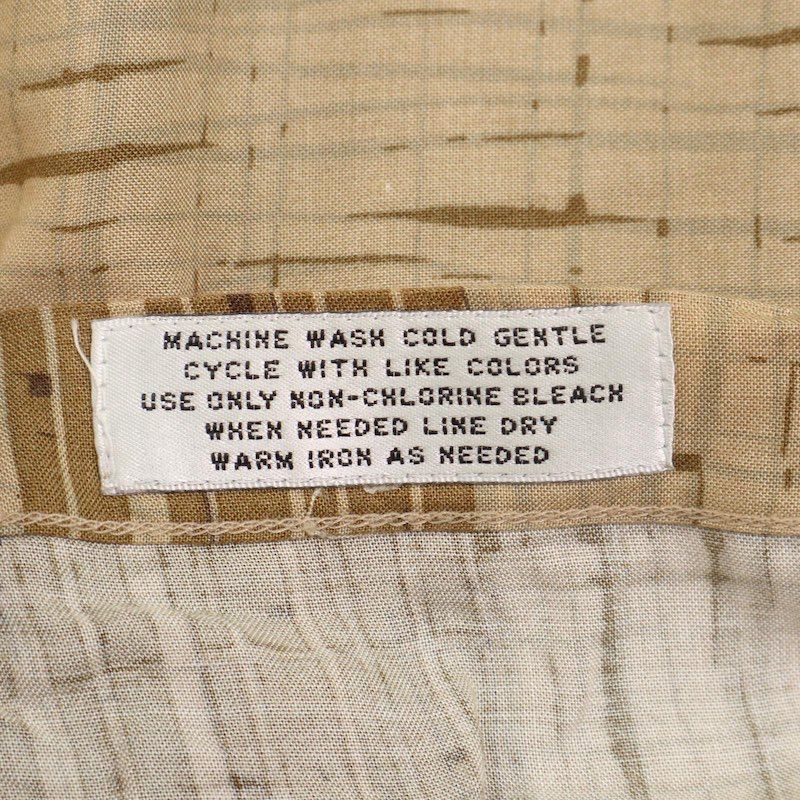 MACHINE WASH COLD GENTLE
CYCLE WITH LIKE COLORS
USE ONLY NON-CHLORINE BLEACH
WHEN NEEDED LINE DRY
WARM IRON AS NEEDED